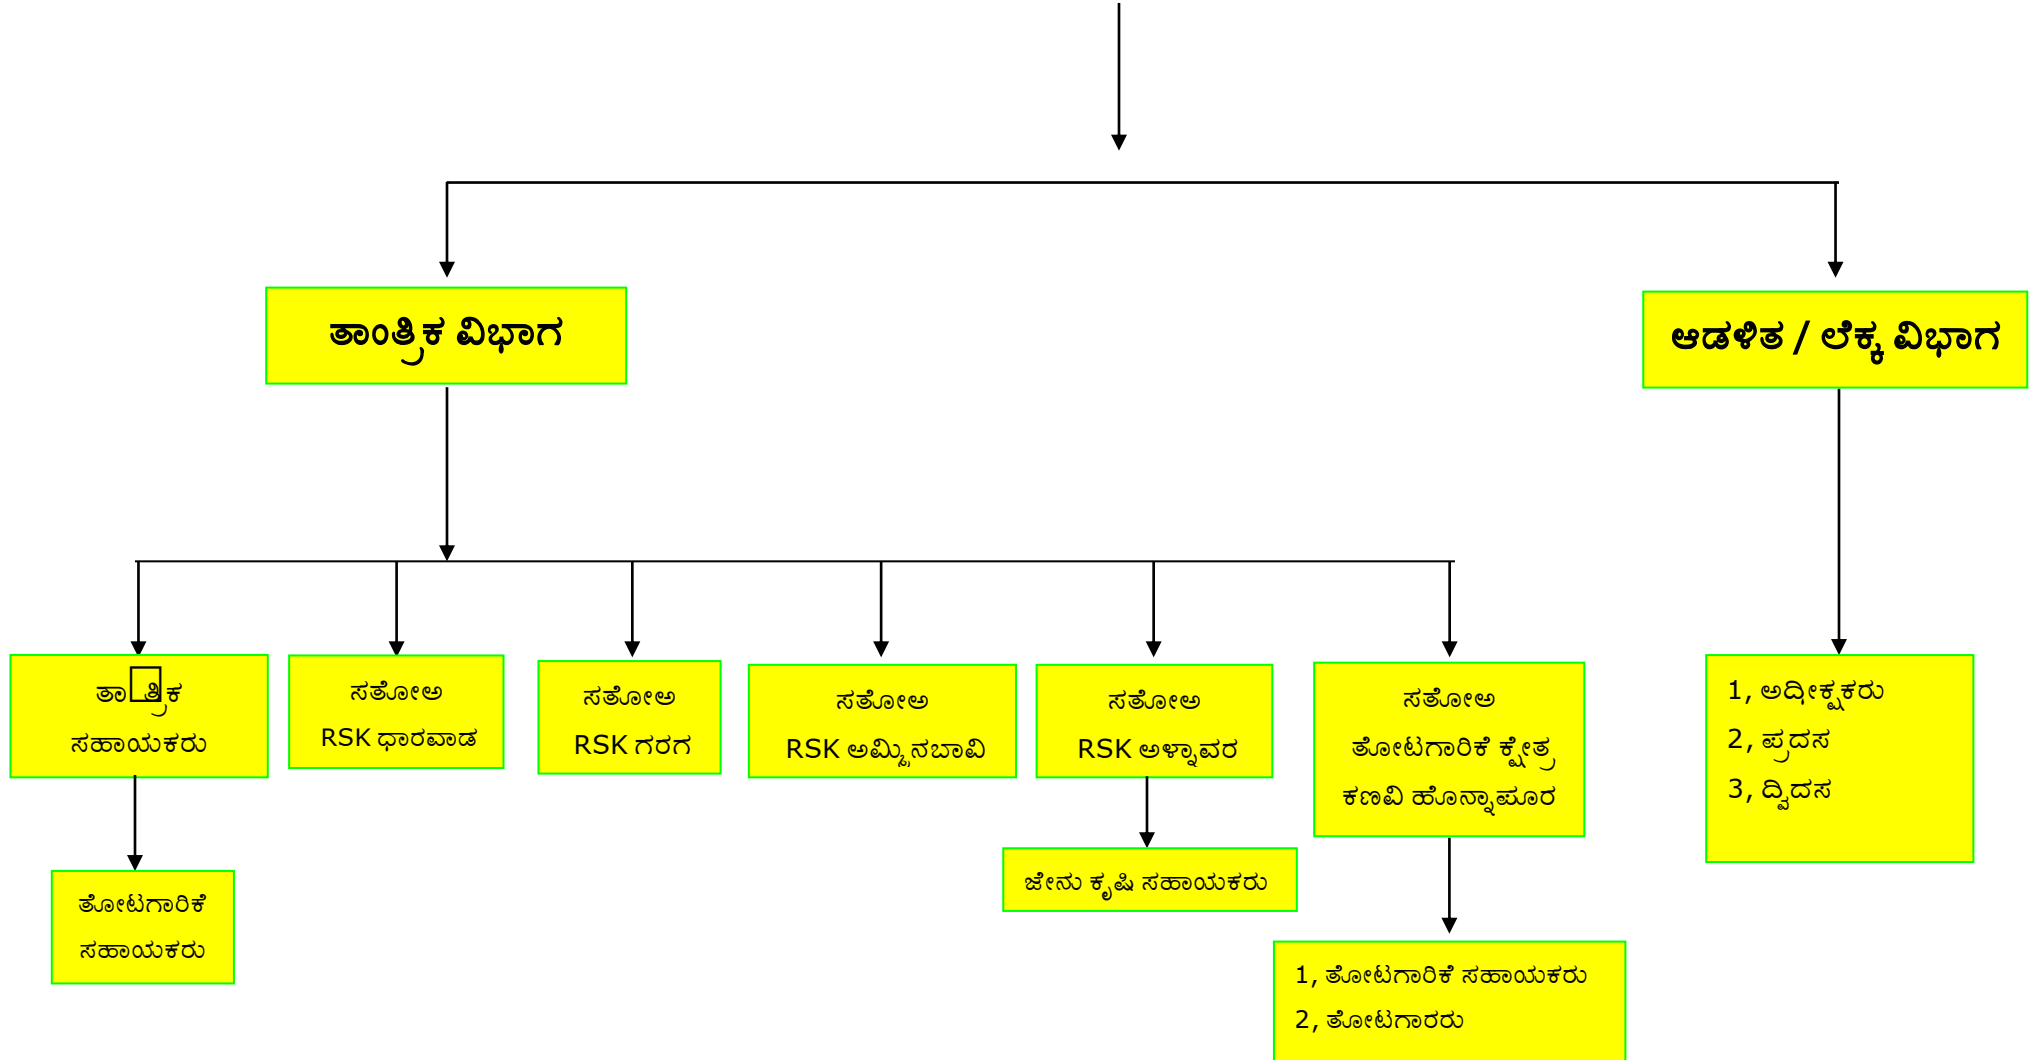 ತಾಂತ್ರಿಕ ವಿಭಾಗ
ಆಡಳಿತ / ಲೆಕ್ಕ ವಿಭಾಗ
ತಾತ್ರಿಕ
ಸಹಾಯಕರು
ಸತೋಅ
RSK ಧಾರವಾಡ
ಸತೋಅ
RSK ಗರಗ
ಸತೋಅ
RSK ಅಮ್ಮಿನಬಾವಿ
ಸತೋಅ
RSK ಅಳ್ನಾವರ
ಸತೋಅ
ತೋಟಗಾರಿಕೆ ಕ್ಷೇತ್ರ
ಕಣವಿ ಹೊನ್ನಾಪೂರ
1, ಅಧೀಕ್ಷಕರು
2, ಪ್ರದಸ
3, ದ್ವಿದಸ
ತೋಟಗಾರಿಕೆ
ಸಹಾಯಕರು
ಜೇನು ಕೃಷಿ ಸಹಾಯಕರು
1, ತೋಟಗಾರಿಕೆ ಸಹಾಯಕರು
2, ತೋಟಗಾರರು